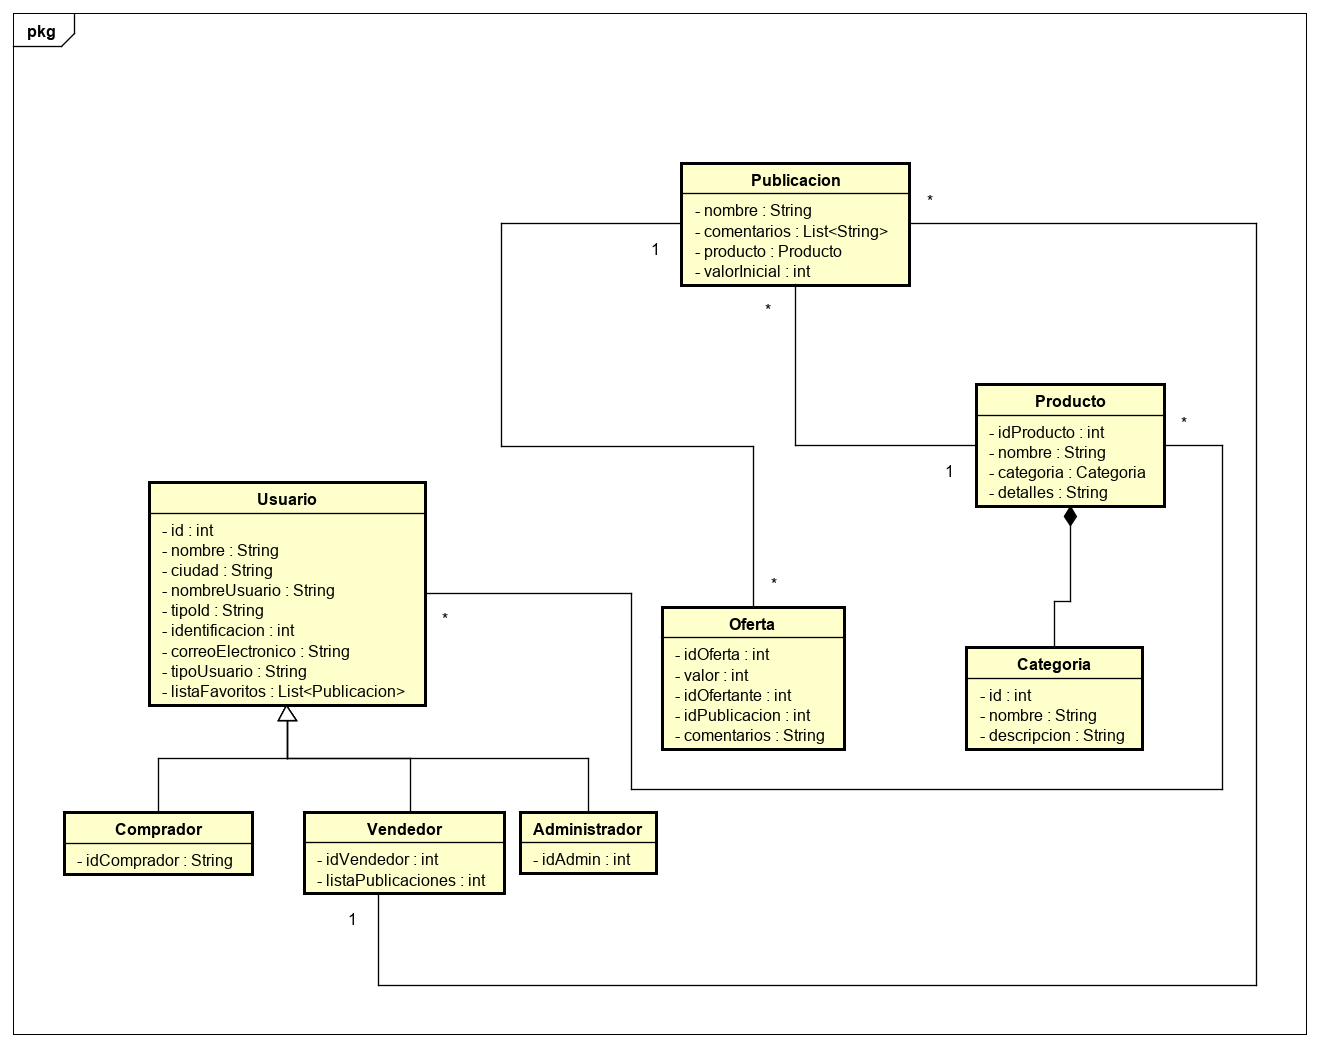 pkg
Publicacion
- nombre : String
- comentarios : List<String>
- producto : Producto
- valorInicial : int
*
1
*
Producto
- idProducto : int
- nombre : String
- categoria : Categoria
- detalles : String
*
1
Usuario
- id : int
- nombre : String
- ciudad : String
- nombreUsuario : String
- tipoId : String
- identificacion : int
- correoElectronico : String
- tipoUsuario : String
- listaFavoritos : List<Publicacion>
*
*
Oferta
- idOferta : int
- valor : int
- idOfertante : int
- idPublicacion : int
- comentarios : String
Categoria
- id : int
- nombre : String
- descripcion : String
Comprador
- idComprador : String
Vendedor
- idVendedor : int
- listaPublicaciones : int
Administrador
- idAdmin : int
1